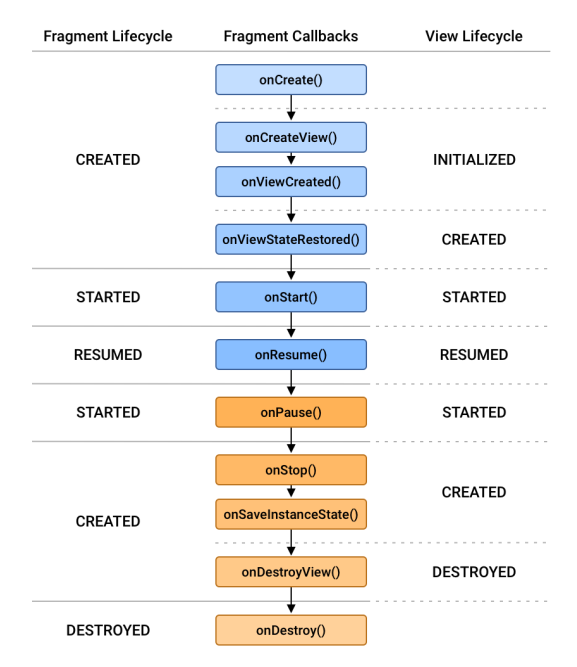 Fragment Lifecycle Fragment Callbacks View Lifecycle
onCreate()
onCreateView()
CREATED INITIALIZED
onViewCreated()
onViewStateRestored() CREATED
STARTED onStart() STARTED
RESUMED onResume() RESUMED
STARTED onPause() STARTED
onStop()
CREATED
onSaveInstanceState()
CREATED
onDestroyView() DESTROYED
DESTROYED onDestroy()